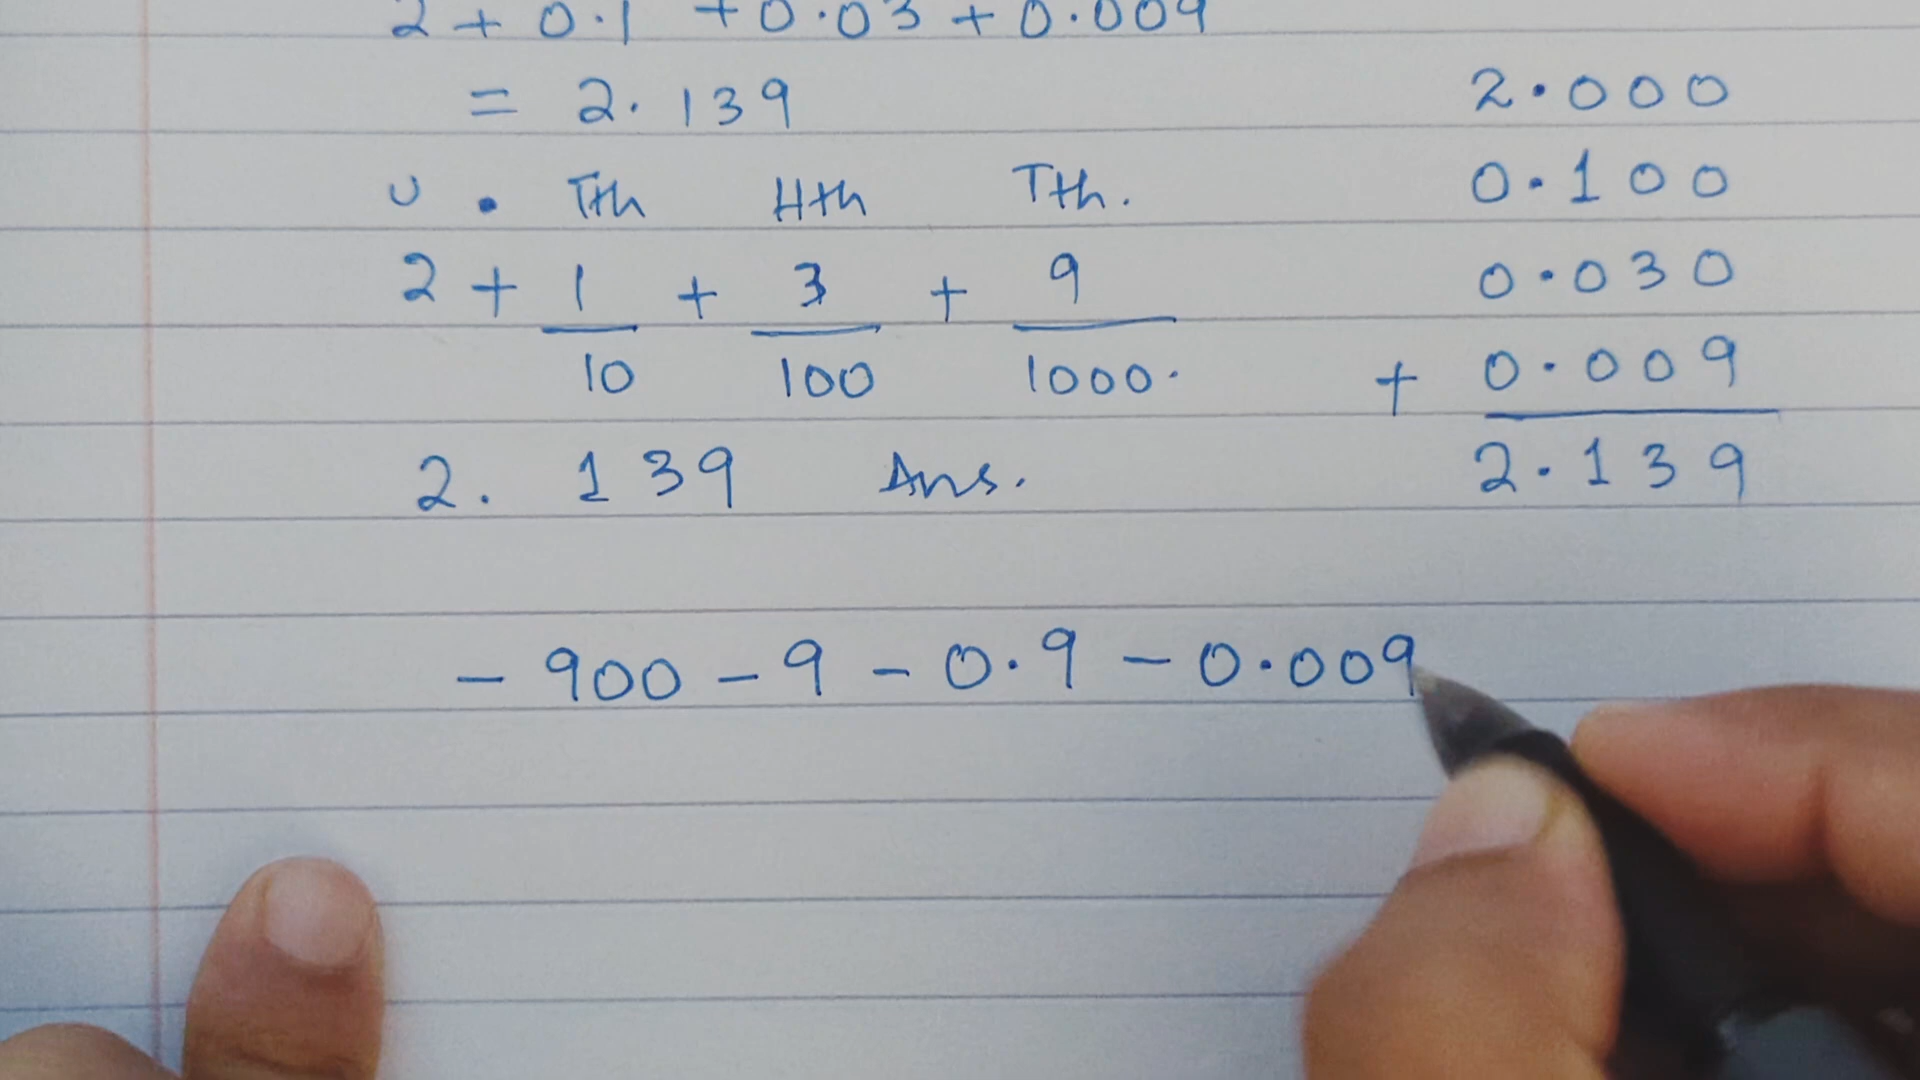 2 + 0.1 + 0.03 + 0.009
= 2.139
2.000
U . Tth Hth Tth.
0.100
2 + 1/10 + 3/100 + 9/1000.
0.030
+ 0.009
2. 139 Ans.
2.139
- 900 - 9 - 0.9 - 0.009